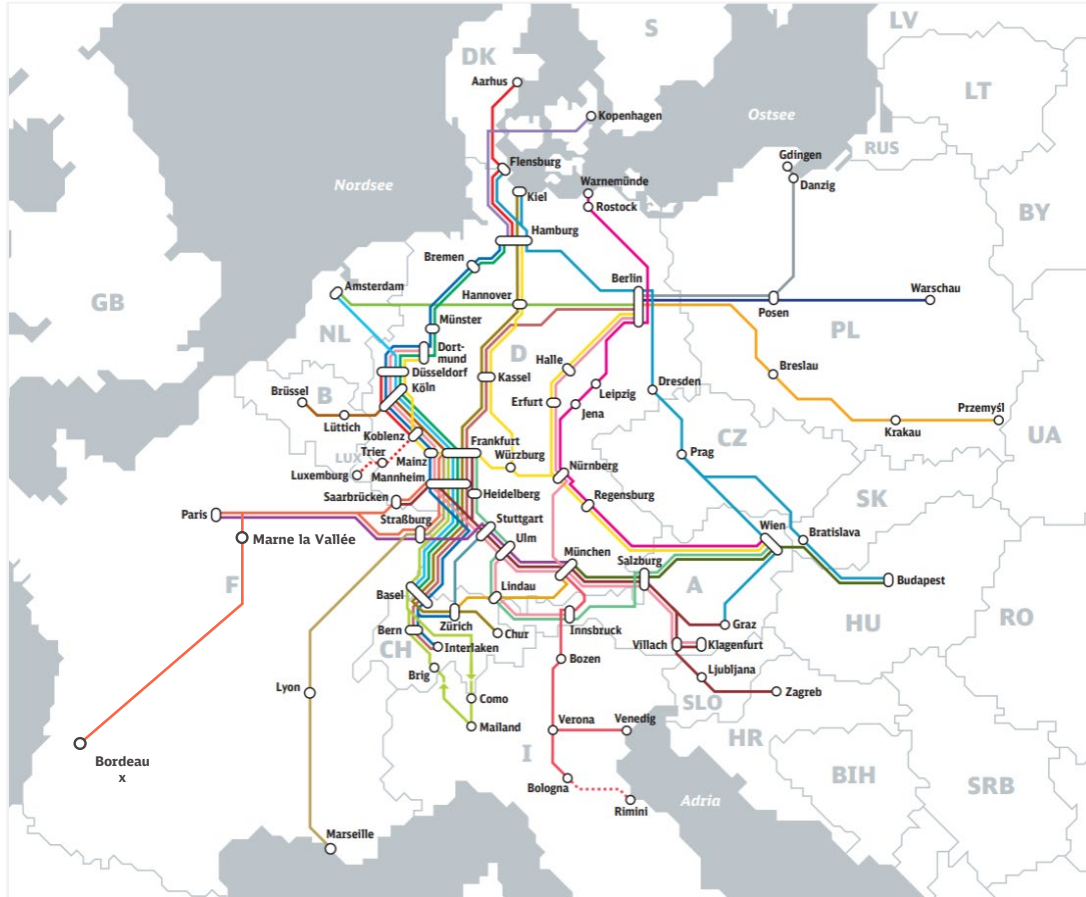 LV
S
DK
LT
Aarhus
Kopenhagen
Ostsee
RUS
Gdingen
Danzig
Flensburg
Nordsee
Warnemünde
Rostock
Kiel
BY
Hamburg
Bremen
Berlin
Amsterdam
Hannover
Warschau
GB
Posen
NL
Münster
PL
D
Dort-
mund
Halle
Düsseldorf
Kassel
Köln
Breslau
Brüssel
B
Leipzig
Dresden
Erfurt
Jena
Lüttich
Przemyśl
Krakau
Koblenz
CZ
UA
Trier
Frankfurt
LUX
Mainz
Würzburg
Prag
Luxemburg
Mannheim
Nürnberg
Saarbrücken
Heidelberg
SK
Regensburg
Paris
Straßburg
Stuttgart
Wien
Marne la Vallée
Ulm
Bratislava
München
Salzburg
F
A
Budapest
Basel
Lindau
HU
RO
Zürich
Innsbruck
Graz
Bern
Chur
CH
Interlaken
Villach
Klagenfurt
Bozen
Brig
Ljubljana
Lyon
Como
SLO
Zagreb
Mailand
Verona
Venedig
HR
Bordeau
x
I
BIH
SRB
Bologna
Rimini
Adria
Marseille